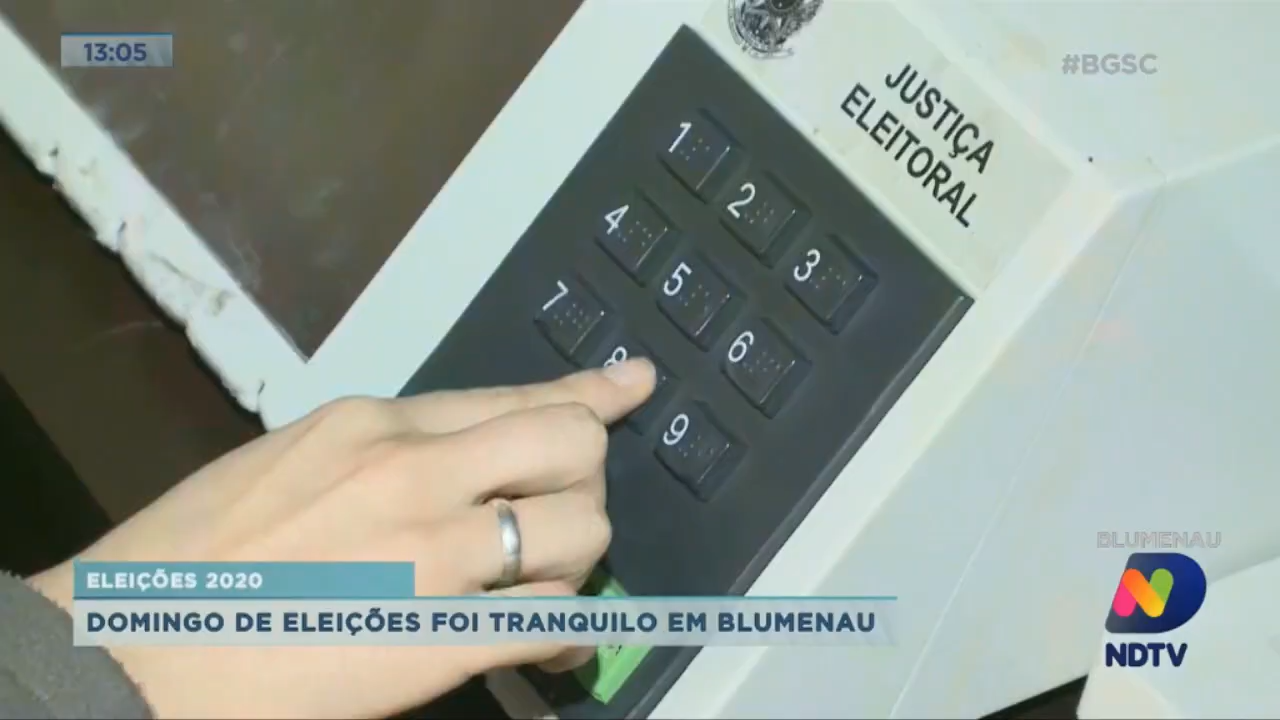 13:05
#BGSC
JUSTIÇA
ELEITORAL
1
2
3
4
5
6
7
8
9
BLUMENAU
NDTV
ELEIÇÕES 2020
DOMINGO DE ELEIÇÕES FOI TRANQUILO EM BLUMENAU